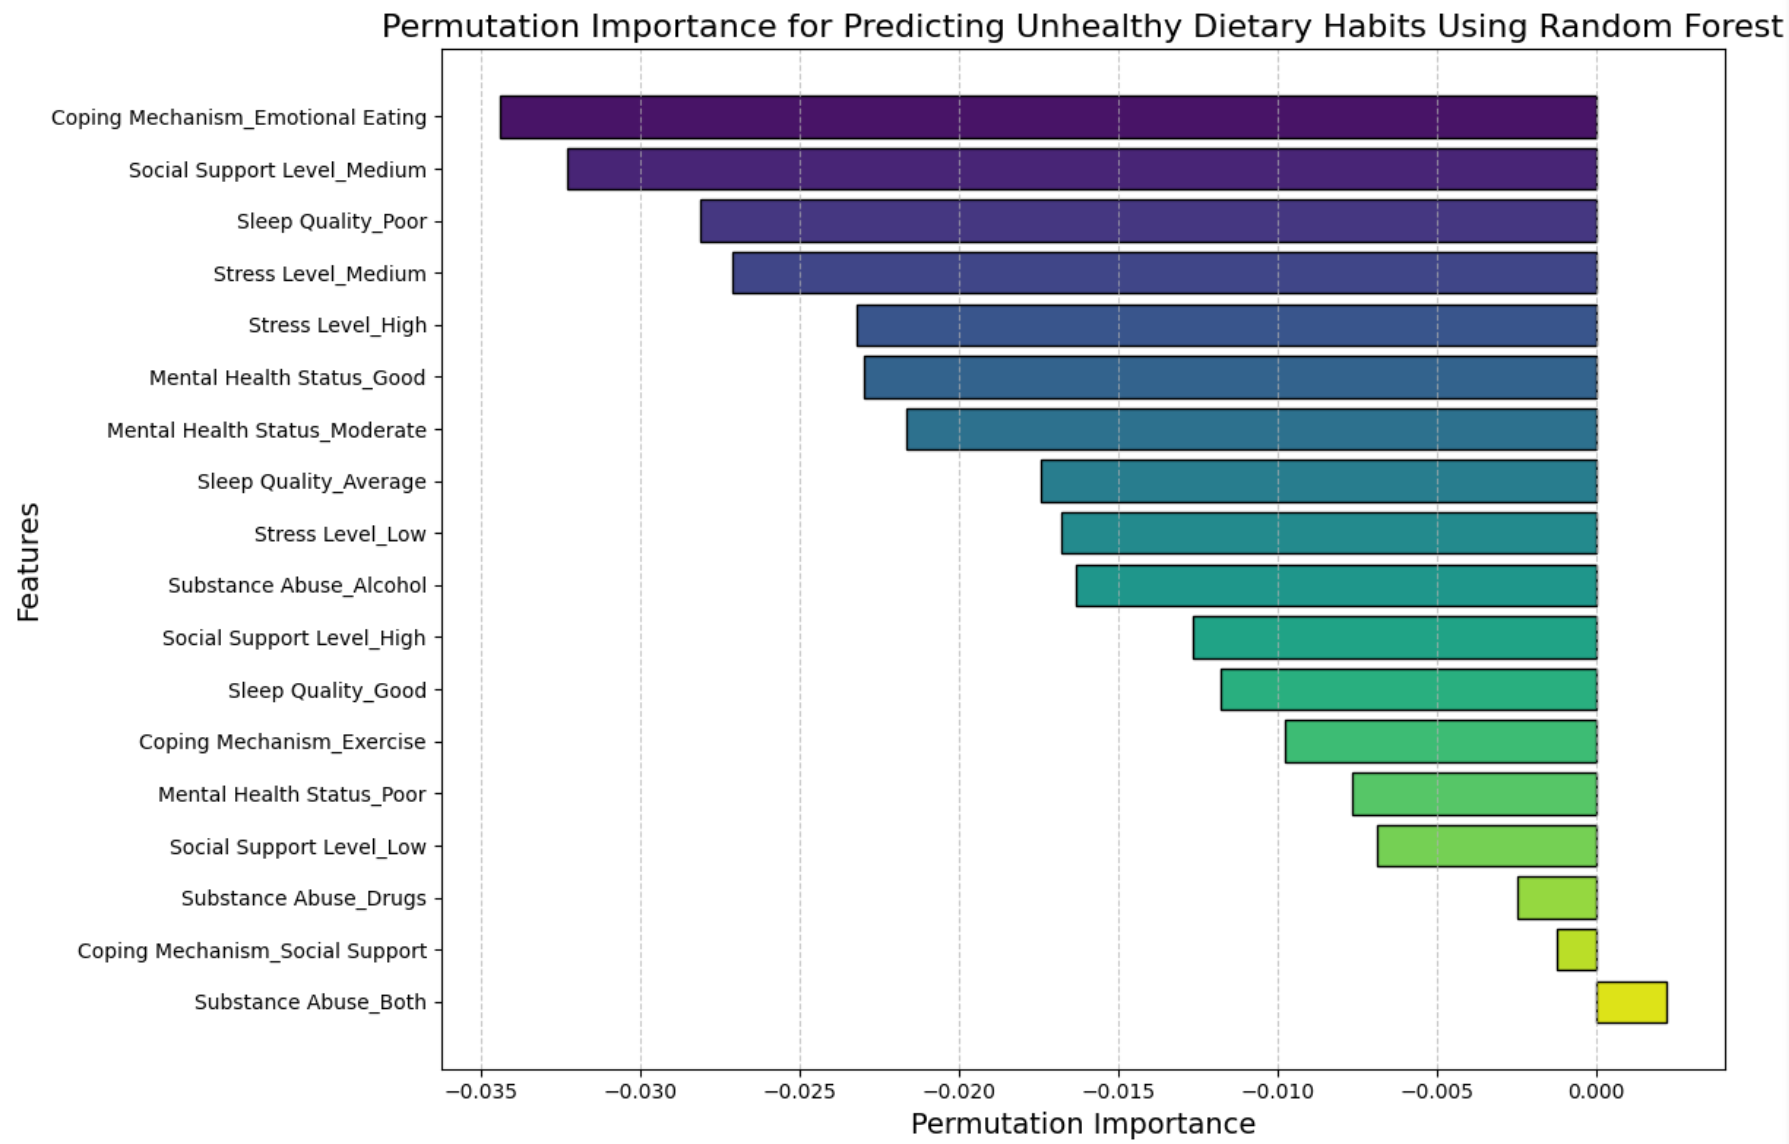 Permutation Importance for Predicting Unhealthy Dietary Habits Using Random Forest
Features
Coping Mechanism_Emotional Eating
Social Support Level_Medium
Sleep Quality_Poor
Stress Level_Medium
Stress Level_High
Mental Health Status_Good
Mental Health Status_Moderate
Sleep Quality_Average
Stress Level_Low
Substance Abuse_Alcohol
Social Support Level_High
Sleep Quality_Good
Coping Mechanism_Exercise
Mental Health Status_Poor
Social Support Level_Low
Substance Abuse_Drugs
Coping Mechanism_Social Support
Substance Abuse_Both
−0.035 −0.030 −0.025 −0.020 −0.015 −0.010 −0.005 0.000
Permutation Importance